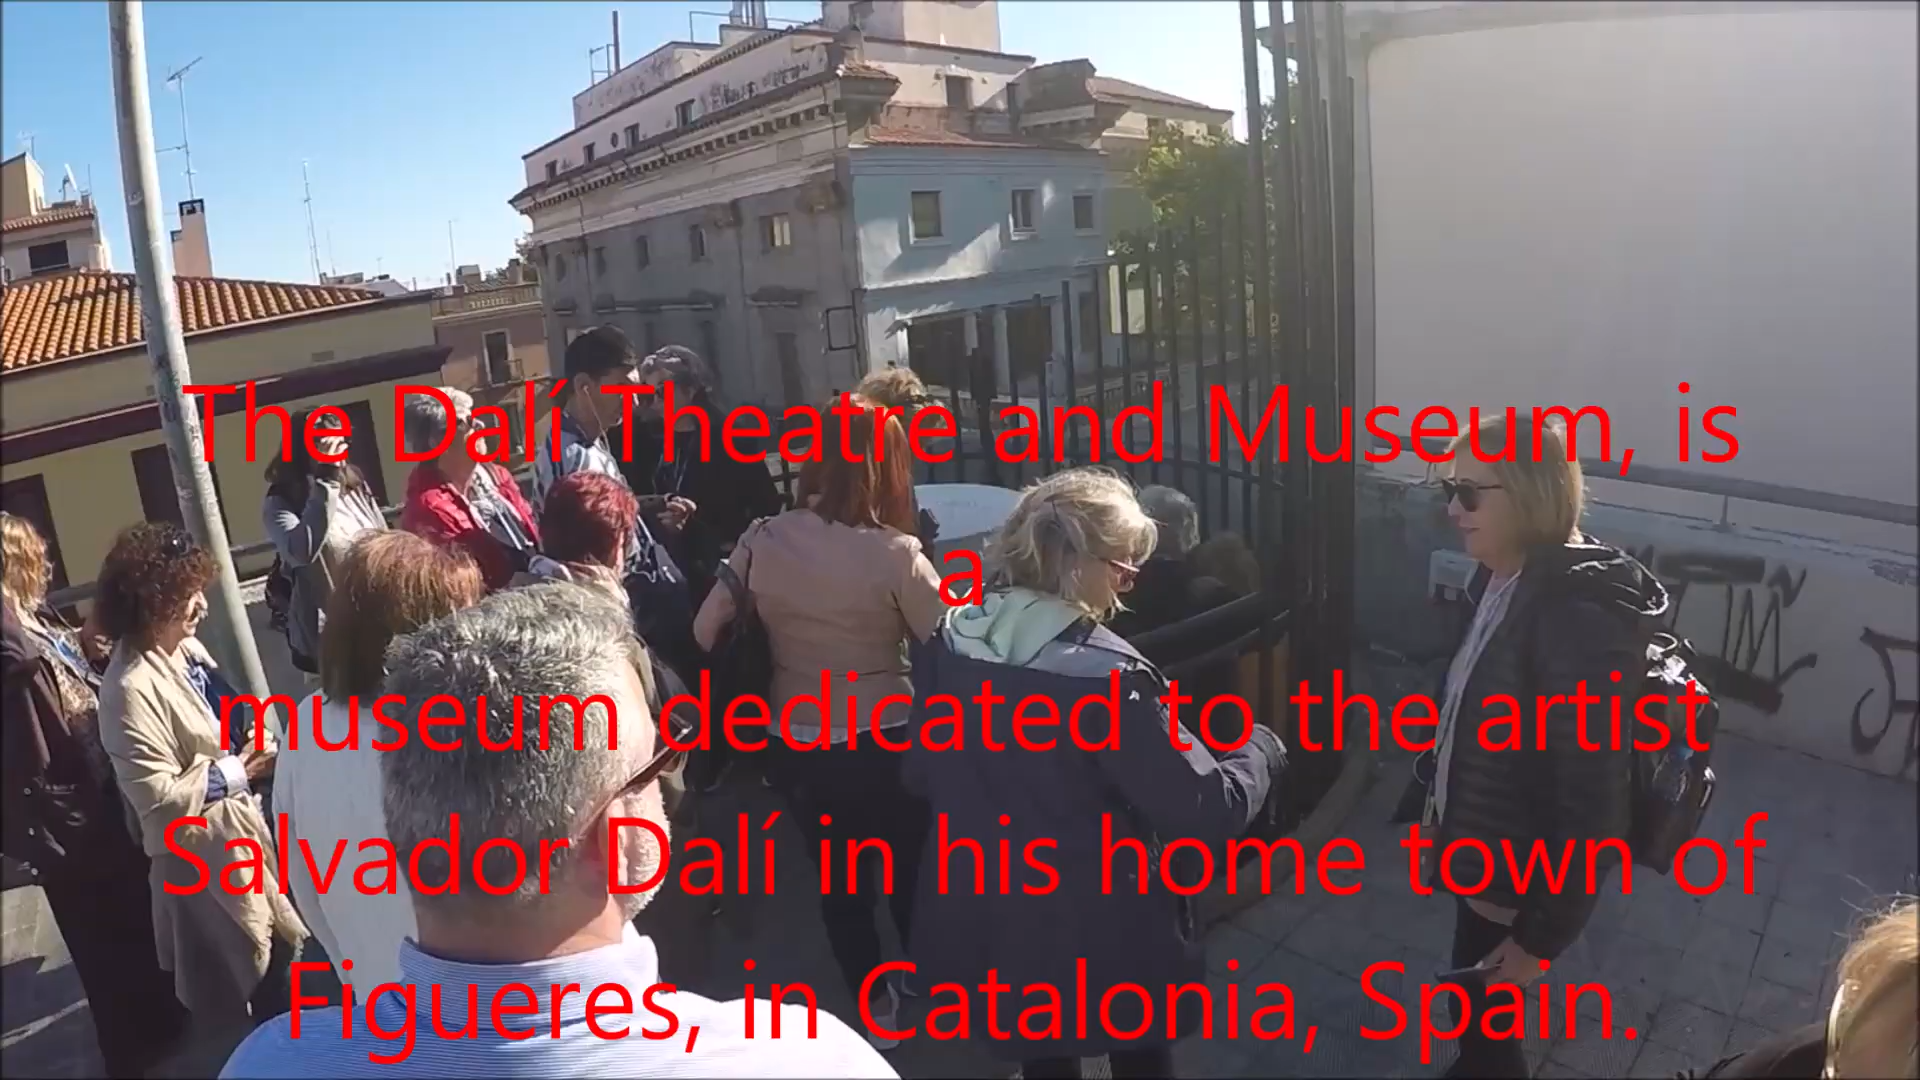 The Dalí Theatre and Museum, is
a
museum dedicated to the artist
Salvador Dalí in his home town of
Figueres, in Catalonia, Spain.